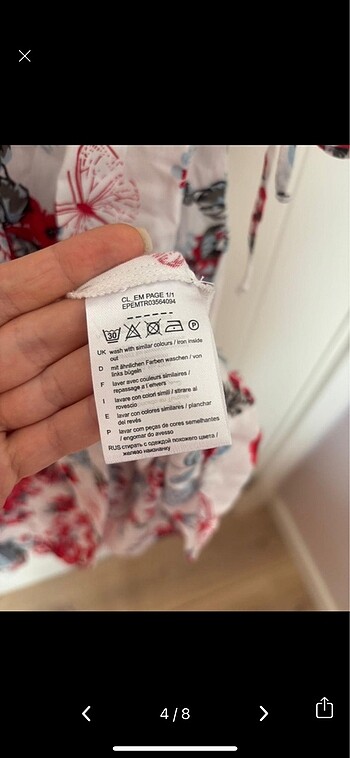 CL_EM PAGE 1/1
EPEMTR03564094
30 P
UK wash with similar colours / Iron inside
out
D mit ähnlichen Farben waschen / von
links bügeln
F laver avec couleurs similaires /
repassage a l'envers
I lavare con colori simili / stirare al
rovescio
E lavar con colores similares / planchar
del revés
P lavar com peças de cores semelhantes
/ engomar do avesso
RUS стирать с одеждой похожего цвета /
железо наизнанку
4/8